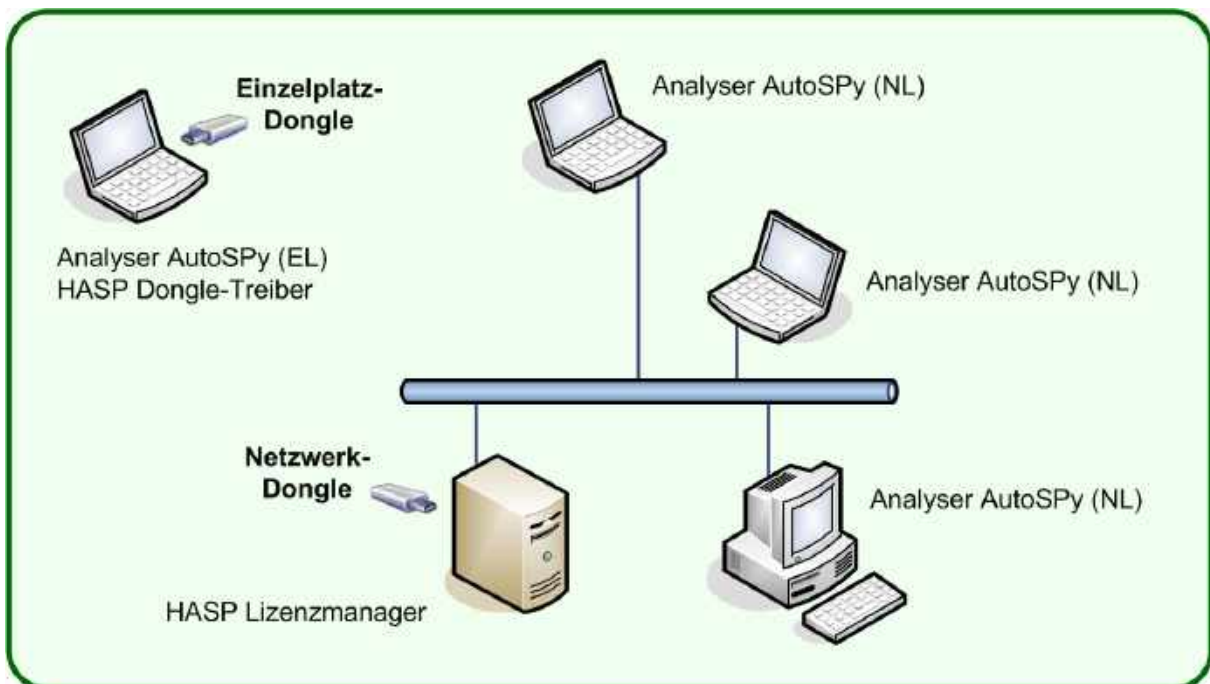 Einzelplatz-
Dongle
Analyser AutoSPy (EL)
HASP Dongle-Treiber
Analyser AutoSPy (NL)
Analyser AutoSPy (NL)
Netzwerk-
Dongle
HASP Lizenzmanager
Analyser AutoSPy (NL)